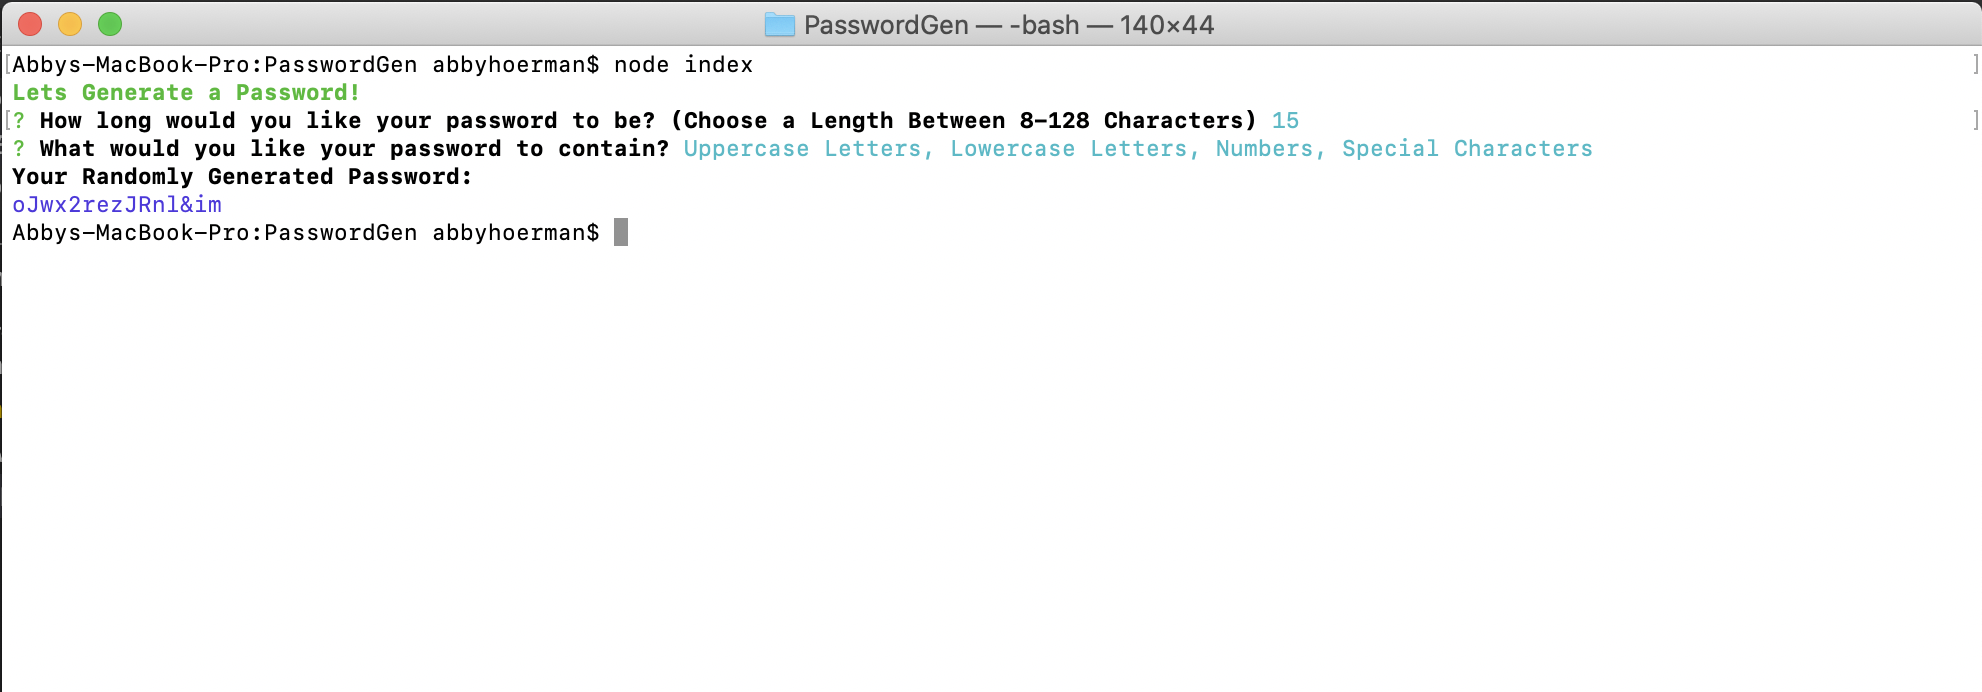 PasswordGen — -bash — 140×44
[Abbys-MacBook-Pro:PasswordGen abbyhoerman$ node index ]
Lets Generate a Password!
[? How long would you like your password to be? (Choose a Length Between 8-128 Characters) 15 ]
? What would you like your password to contain? Uppercase Letters, Lowercase Letters, Numbers, Special Characters
Your Randomly Generated Password:
oJwx2rezJRnl&im
Abbys-MacBook-Pro:PasswordGen abbyhoerman$